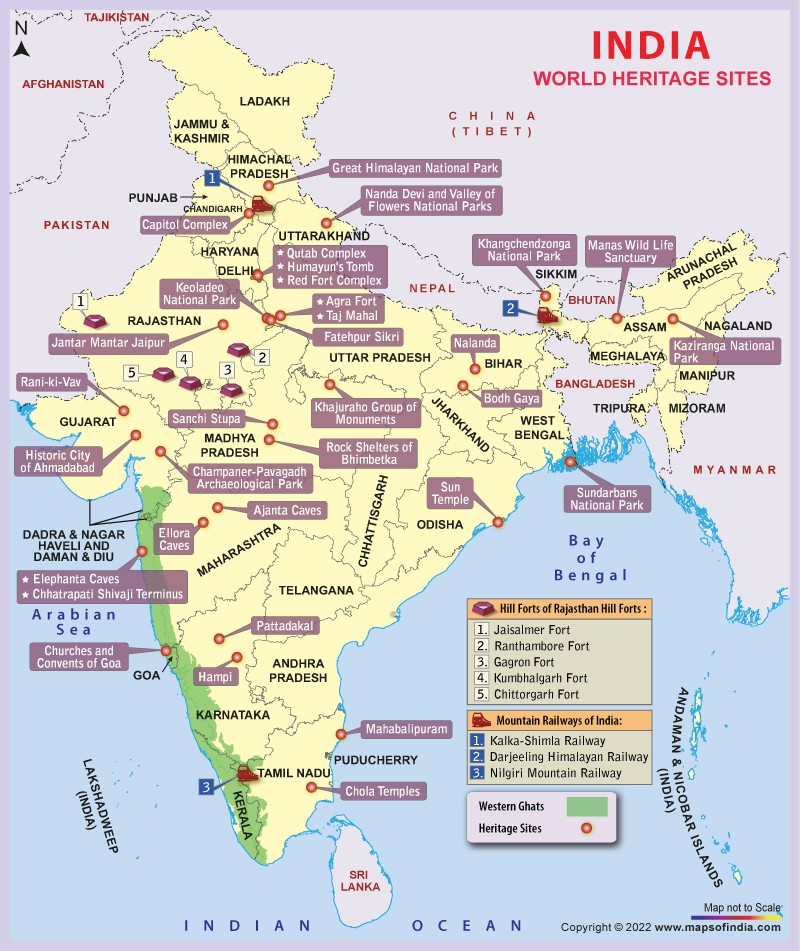 TAJIKISTAN
N
INDIA
WORLD HERITAGE SITES
AFGHANISTAN
LADAKH
CHINA
(TIBET)
JAMMU &
KASHMIR
HIMACHAL
PRADESH
Great Himalayan National Park
1
PUNJAB
CHANDIGARH
Nanda Devi and Valley of
Flowers National Parks
PAKISTAN
Capitol Complex
UTTARAKHAND
HARYANA
DELHI
★ Qutab Complex
★ Humayun's Tomb
★ Red Fort Complex
Khangchendzonga
National Park
Manas Wild Life
Sanctuary
ARUNACHAL
PRADESH
SIKKIM
Keoladeo
National Park
NEPAL
BHUTAN
1
★ Agra Fort
★ Taj Mahal
2
RAJASTHAN
ASSAM
NAGALAND
Jantar Mantar Jaipur
Fatehpur Sikri
Nalanda
Kaziranga National
Park
UTTAR PRADESH
BIHAR
MEGHALAYA
5
4
3
2
MANIPUR
Rani-ki-Vav
BANGLADESH
Bodh Gaya
GUJARAT
Sanchi Stupa
Khajuraho Group of
Monuments
JHARKHAND
WEST
BENGAL
TRIPURA
MIZORAM
Historic City
of Ahmadabad
MADHYA
PRADESH
Rock Shelters of
Bhimbetka
MYANMAR
Champaner-Pavagadh
Archaeological Park
Sun
Temple
Sundarbans
National Park
CHHATTISGARH
Ajanta Caves
Ellora
Caves
ODISHA
DADRA & NAGAR
HAVELI AND
DAMAN & DIU
MAHARASHTRA
Bay
of
Bengal
★ Elephanta Caves
★ Chhatrapati Shivaji Terminus
TELANGANA
Arabian
Sea
Pattadakal
Churches and
Convents of Goa
GOA
Hampi
ANDHRA
PRADESH
Hill Forts of Rajasthan Hill Forts :
1. Jaisalmer Fort
2. Ranthambore Fort
3. Gagron Fort
4. Kumbhalgarh Fort
5. Chittorgarh Fort
KARNATAKA
Mountain Railways of India:
1. Kalka-Shimla Railway
2. Darjeeling Himalayan Railway
3. Nilgiri Mountain Railway
Mahabalipuram
PUDUCHERRY
TAMIL NADU
3
Chola Temples
KERALA
LAKSHADWEEP
(INDIA)
ANDAMAN & NICOBAR ISLANDS
(INDIA)
Western Ghats
Heritage Sites
SRI
LANKA
Map not to Scale
INDIAN OCEAN
Copyright © 2022 www.mapsofindia.com